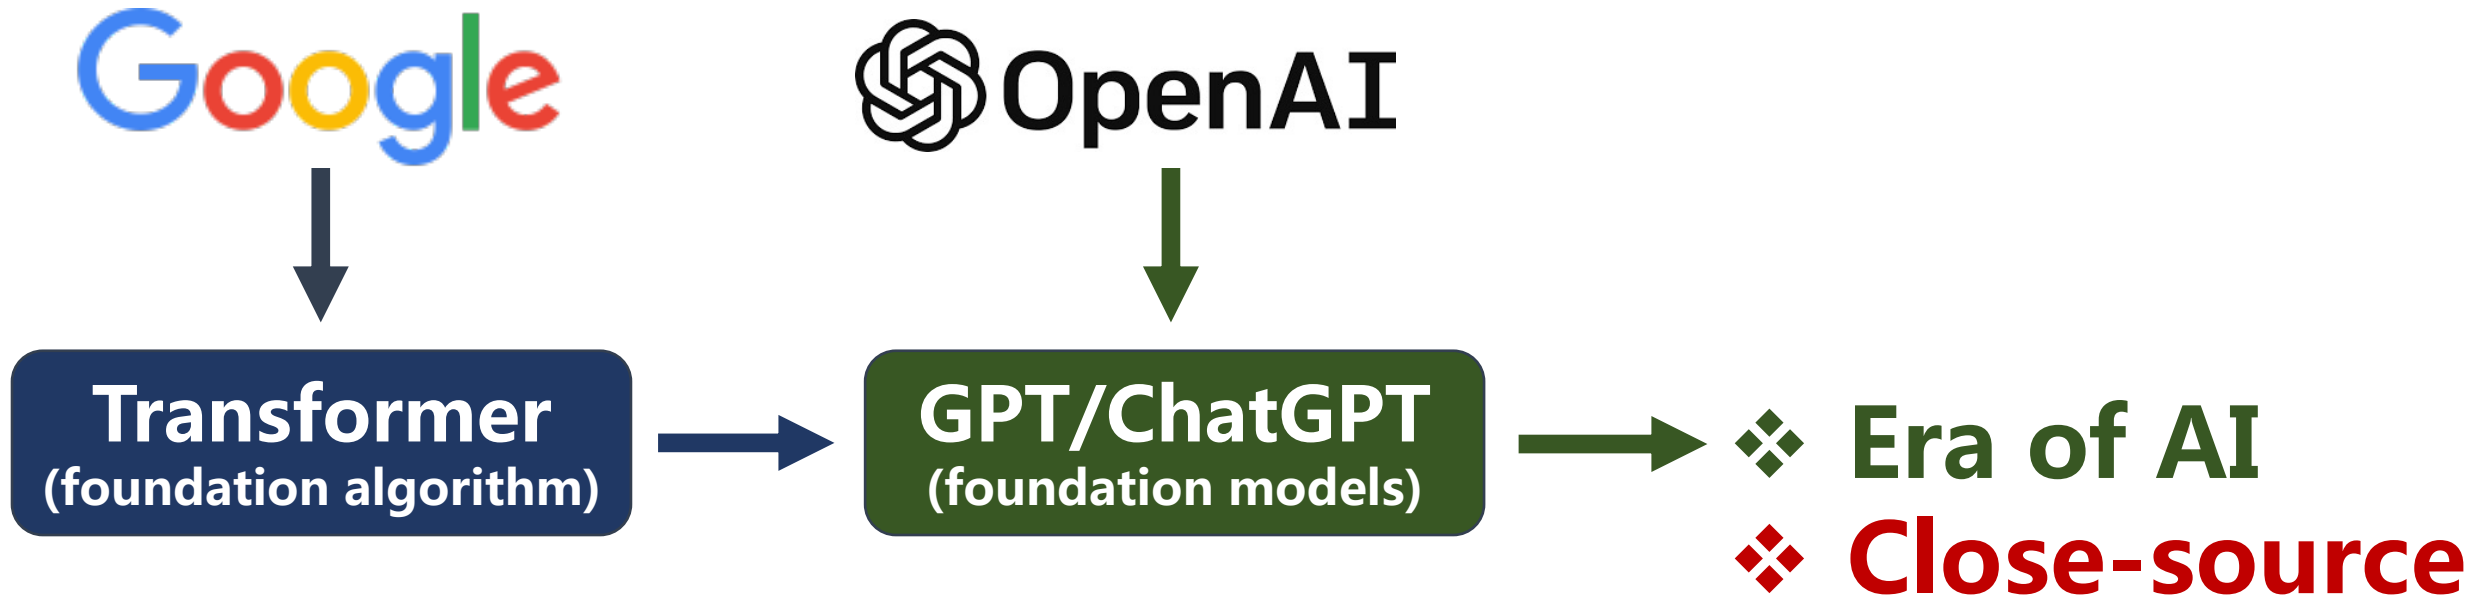 Google
OpenAI
Transformer
(foundation algorithm)
GPT/ChatGPT
(foundation models)
Era of AI
Close-source